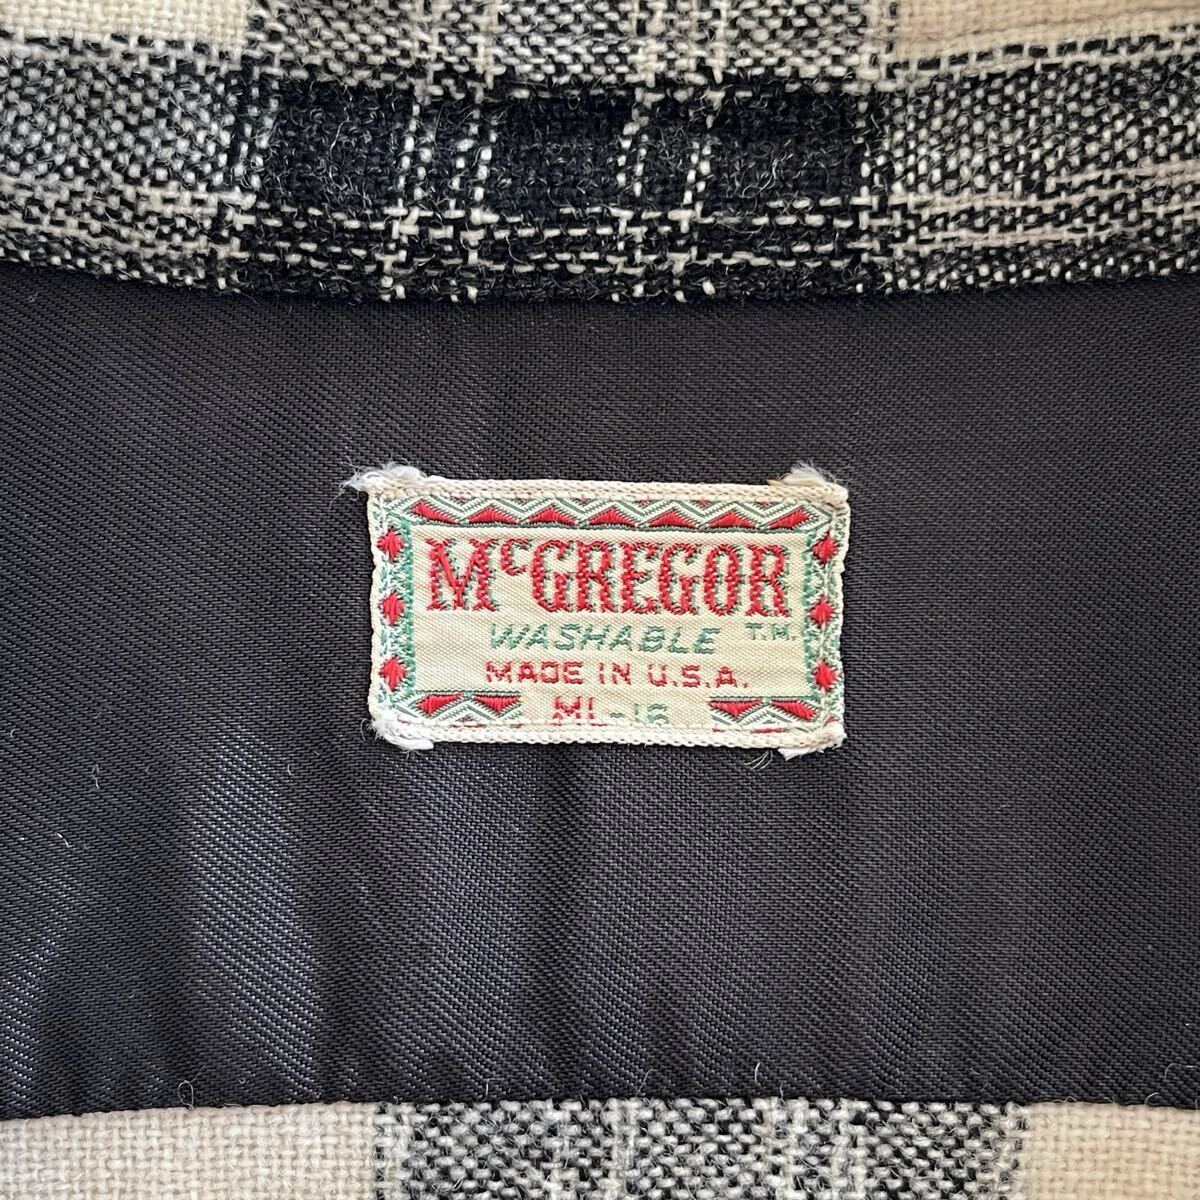 McGREGOR
WASHABLE T.M.
MADE IN U.S.A.
ML-16